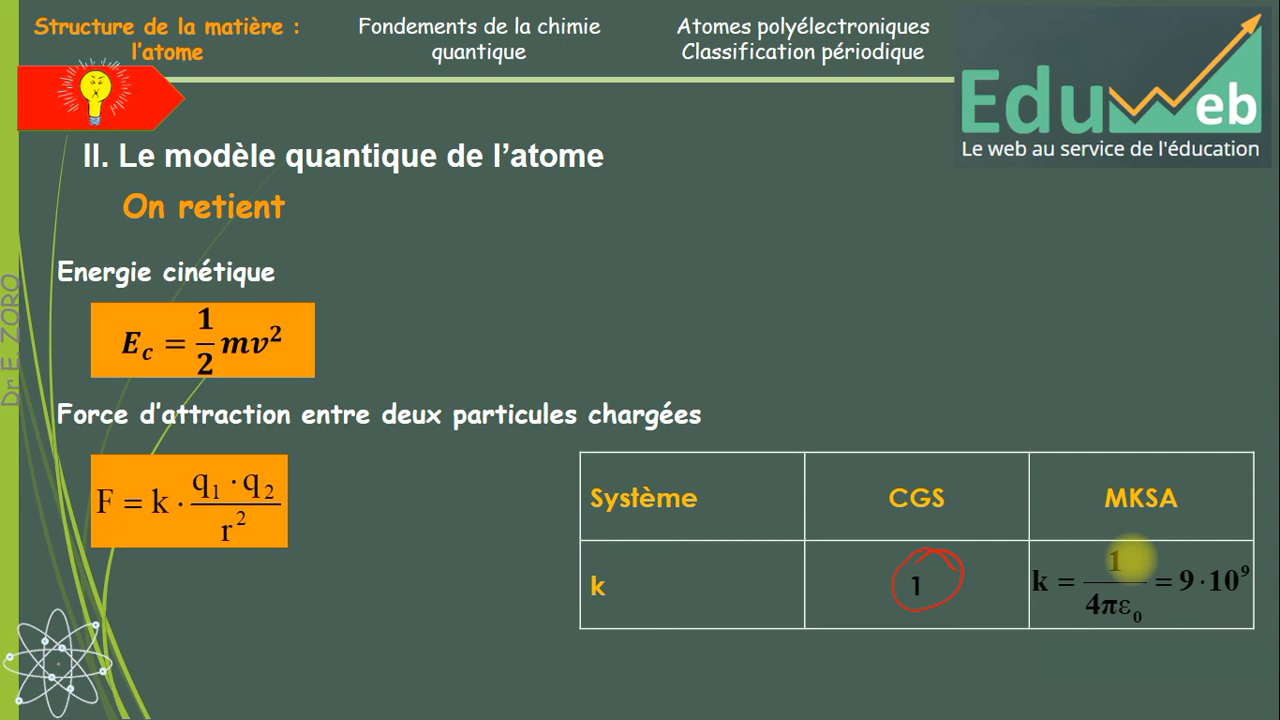 Structure de la matière :
l'atome
Fondements de la chimie
quantique
Atomes polyélectroniques
Classification périodique
Eduweb
Le web au service de l'éducation
II. Le modèle quantique de l'atome
On retient
Energie cinétique
E_c = 1/2 mv²
Force d'attraction entre deux particules chargées
F = k · (q₁ · q₂)/r²
Système CGS MKSA
k 1 k = 1/(4πε₀) = 9·10⁹
Dr E. ZORO